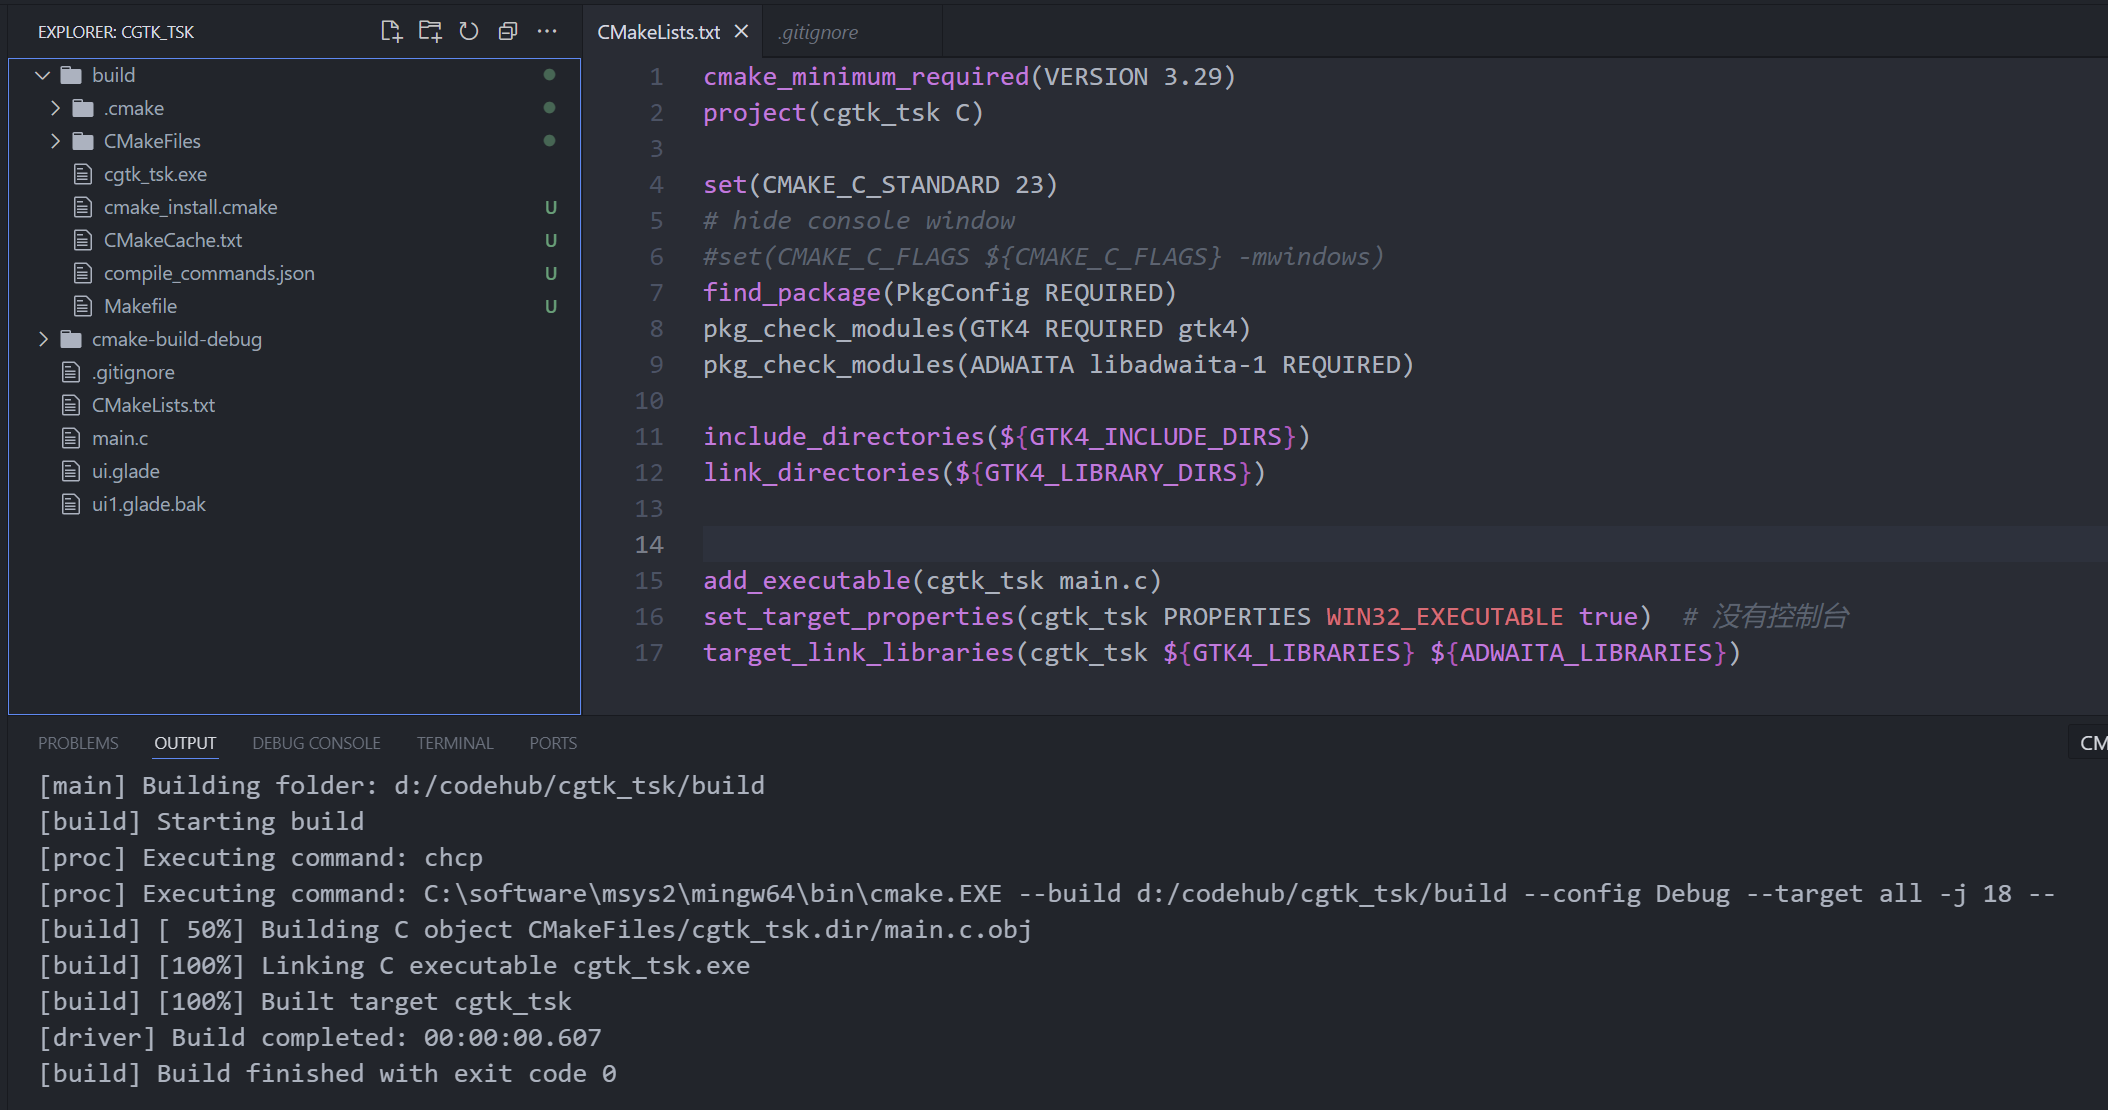 EXPLORER: CGTK_TSK
build
.cmake
CMakeFiles
cgtk_tsk.exe
cmake_install.cmake U
CMakeCache.txt U
compile_commands.json U
Makefile U
cmake-build-debug
.gitignore
CMakeLists.txt
main.c
ui.glade
ui1.glade.bak
CMakeLists.txt .gitignore
1 cmake_minimum_required(VERSION 3.29)
2 project(cgtk_tsk C)
3
4 set(CMAKE_C_STANDARD 23)
5 # hide console window
6 #set(CMAKE_C_FLAGS ${CMAKE_C_FLAGS} -mwindows)
7 find_package(PkgConfig REQUIRED)
8 pkg_check_modules(GTK4 REQUIRED gtk4)
9 pkg_check_modules(ADWAITA libadwaita-1 REQUIRED)
10
11 include_directories(${GTK4_INCLUDE_DIRS})
12 link_directories(${GTK4_LIBRARY_DIRS})
13
14
15 add_executable(cgtk_tsk main.c)
16 set_target_properties(cgtk_tsk PROPERTIES WIN32_EXECUTABLE true)  # 没有控制台
17 target_link_libraries(cgtk_tsk ${GTK4_LIBRARIES} ${ADWAITA_LIBRARIES})
PROBLEMS OUTPUT DEBUG CONSOLE TERMINAL PORTS CM
[main] Building folder: d:/codehub/cgtk_tsk/build
[build] Starting build
[proc] Executing command: chcp
[proc] Executing command: C:\software\msys2\mingw64\bin\cmake.EXE --build d:/codehub/cgtk_tsk/build --config Debug --target all -j 18 --
[build] [ 50%] Building C object CMakeFiles/cgtk_tsk.dir/main.c.obj
[build] [100%] Linking C executable cgtk_tsk.exe
[build] [100%] Built target cgtk_tsk
[driver] Build completed: 00:00:00.607
[build] Build finished with exit code 0